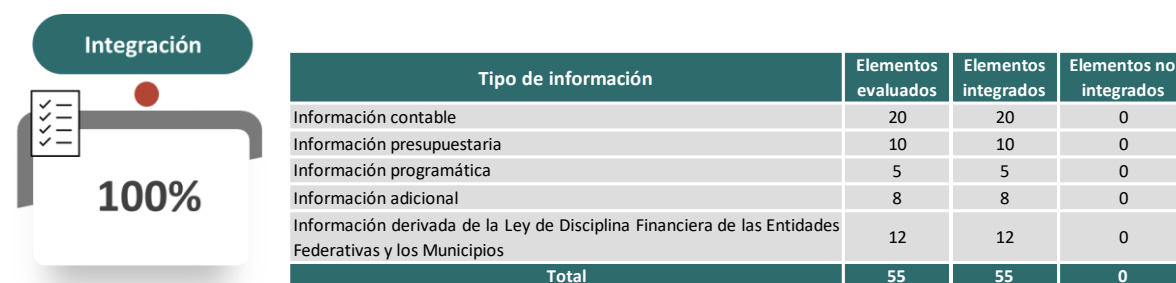 Integración
100%
Tipo de información Elementos evaluados Elementos integrados Elementos no integrados
Información contable 20 20 0
Información presupuestaria 10 10 0
Información programática 5 5 0
Información adicional 8 8 0
Información derivada de la Ley de Disciplina Financiera de las Entidades
Federativas y los Municipios 12 12 0
Total 55 55 0